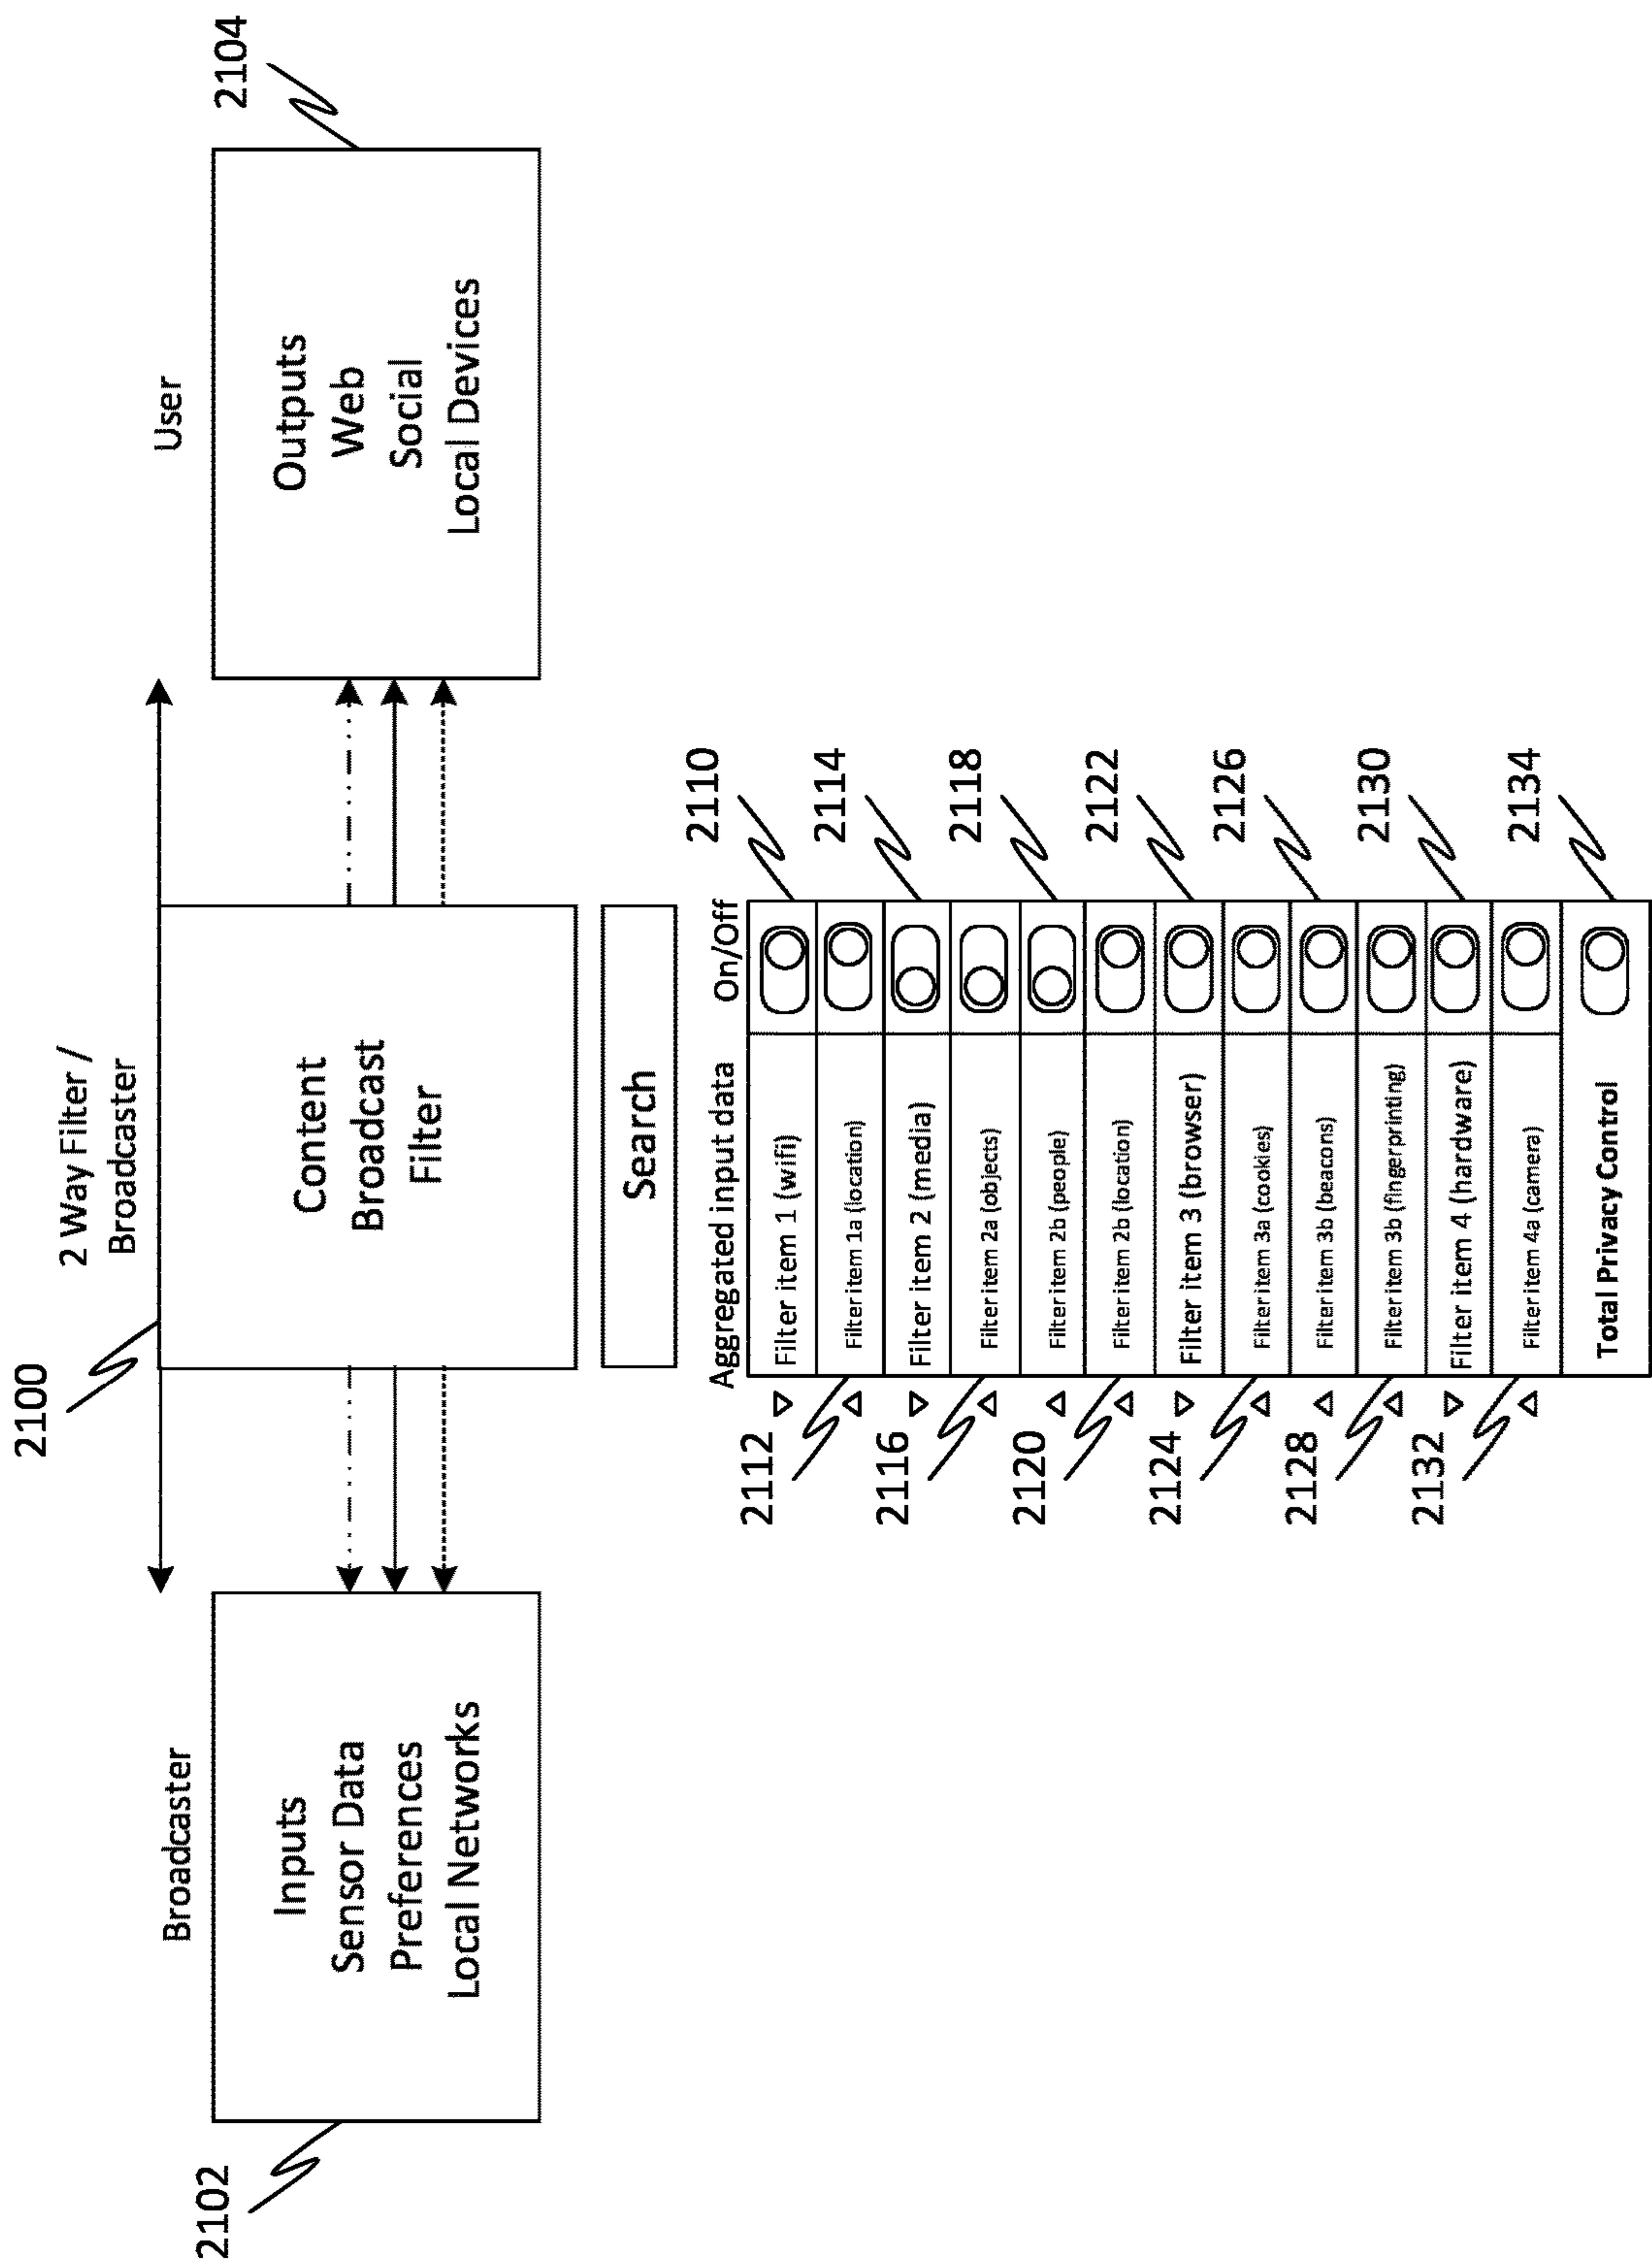 2100
2 Way Filter /
Broadcaster
Broadcaster
User
2102
2104
Inputs
Sensor Data
Preferences
Local Networks
Content
Broadcast
Filter
Outputs
Web
Social
Local Devices
Search
Aggregated input data On/Off
Filter item 1 (wifi)
2110
2112
Filter item 1a (location)
2114
Filter item 2 (media)
2116
Filter item 2a (objects)
2118
Filter item 2b (people)
2120
Filter item 2b (location)
2122
Filter item 3 (browser)
2124
Filter item 3a (cookies)
2126
Filter item 3b (beacons)
2128
Filter item 3b (fingerprinting)
2130
Filter item 4 (hardware)
2132
Filter item 4a (camera)
2134
Total Privacy Control